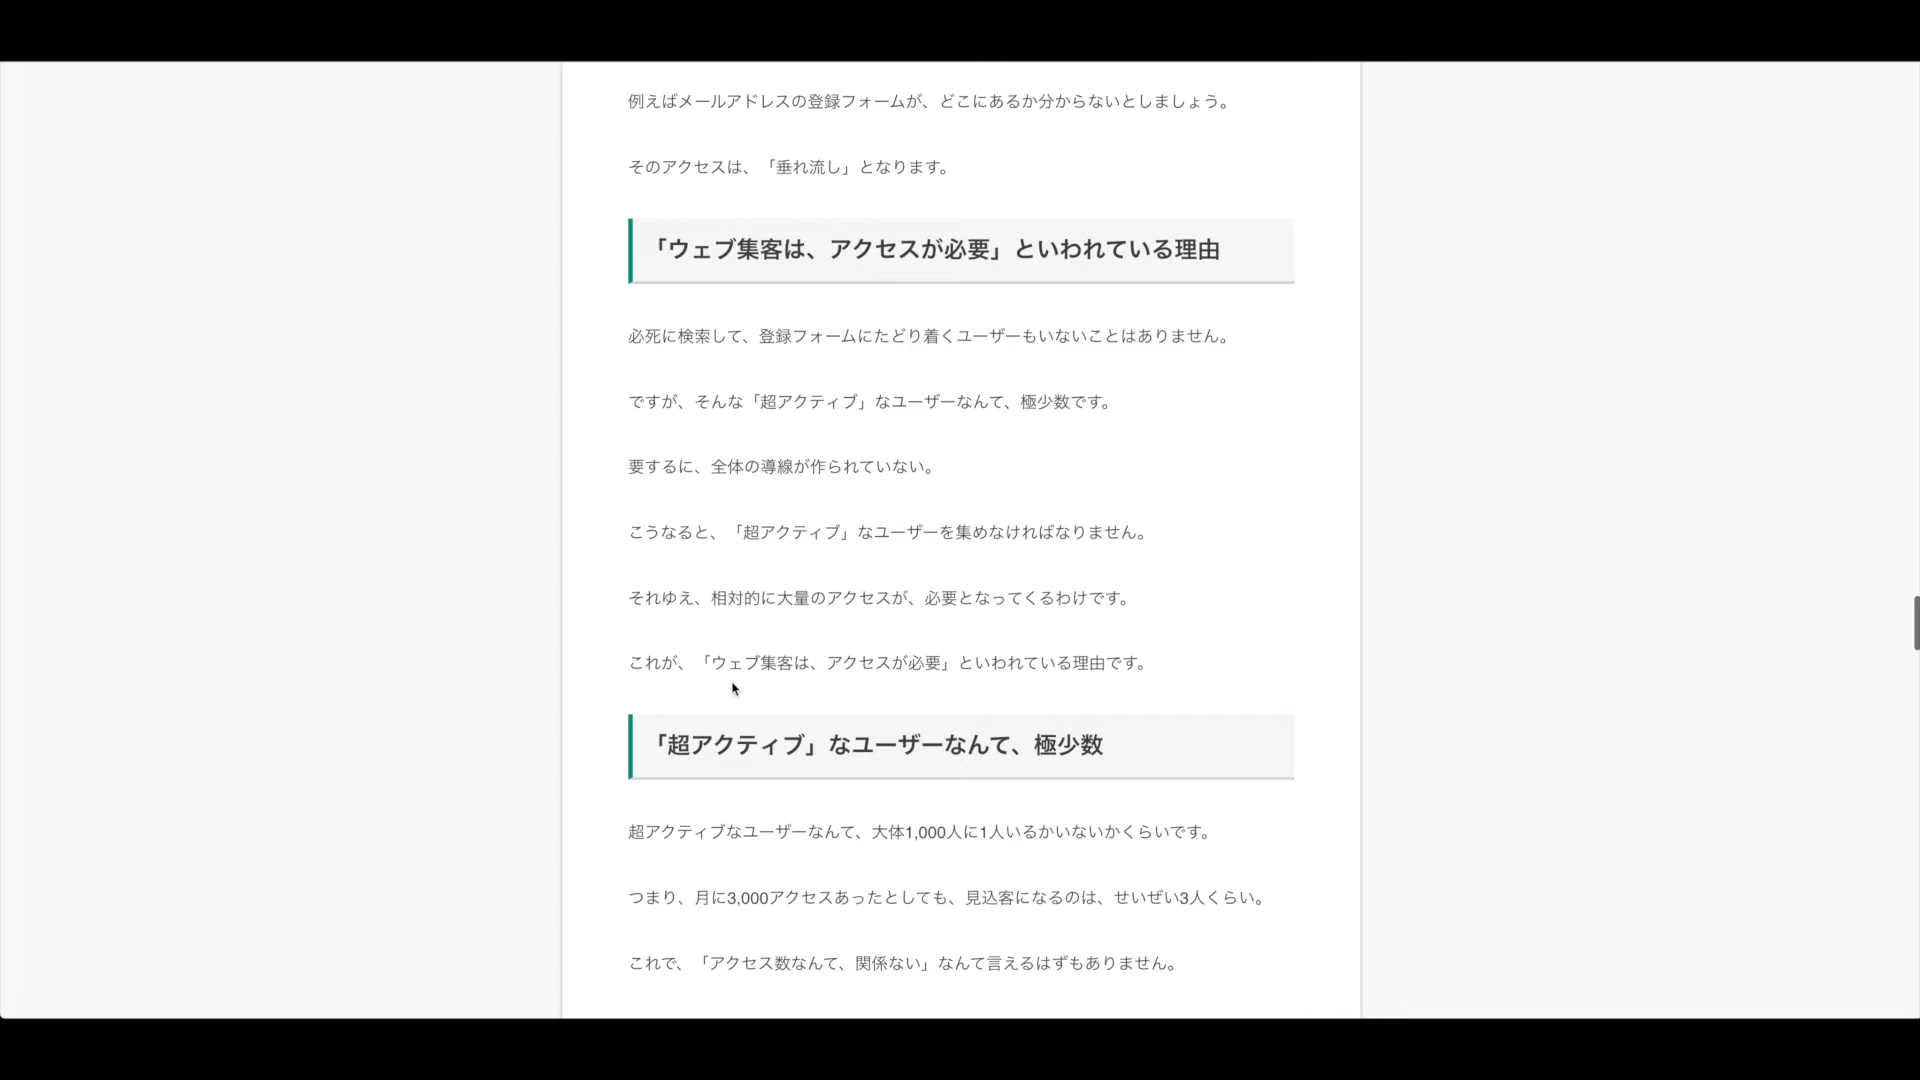 例えばメールアドレスの登録フォームが、どこにあるか分からないとしましょう。
そのアクセスは、「垂れ流し」となります。
「ウェブ集客は、アクセスが必要」といわれている理由
必死に検索して、登録フォームにたどり着くユーザーもいないことはありません。
ですが、そんな「超アクティブ」なユーザーなんて、極少数です。
要するに、全体の導線が作られていない。
こうなると、「超アクティブ」なユーザーを集めなければなりません。
それゆえ、相対的に大量のアクセスが、必要となってくるわけです。
これが、「ウェブ集客は、アクセスが必要」といわれている理由です。
「超アクティブ」なユーザーなんて、極少数
超アクティブなユーザーなんて、大体1,000人に1人いるかいないかくらいです。
つまり、月に3,000アクセスあったとしても、見込客になるのは、せいぜい3人くらい。
これで、「アクセス数なんて、関係ない」なんて言えるはずもありません。